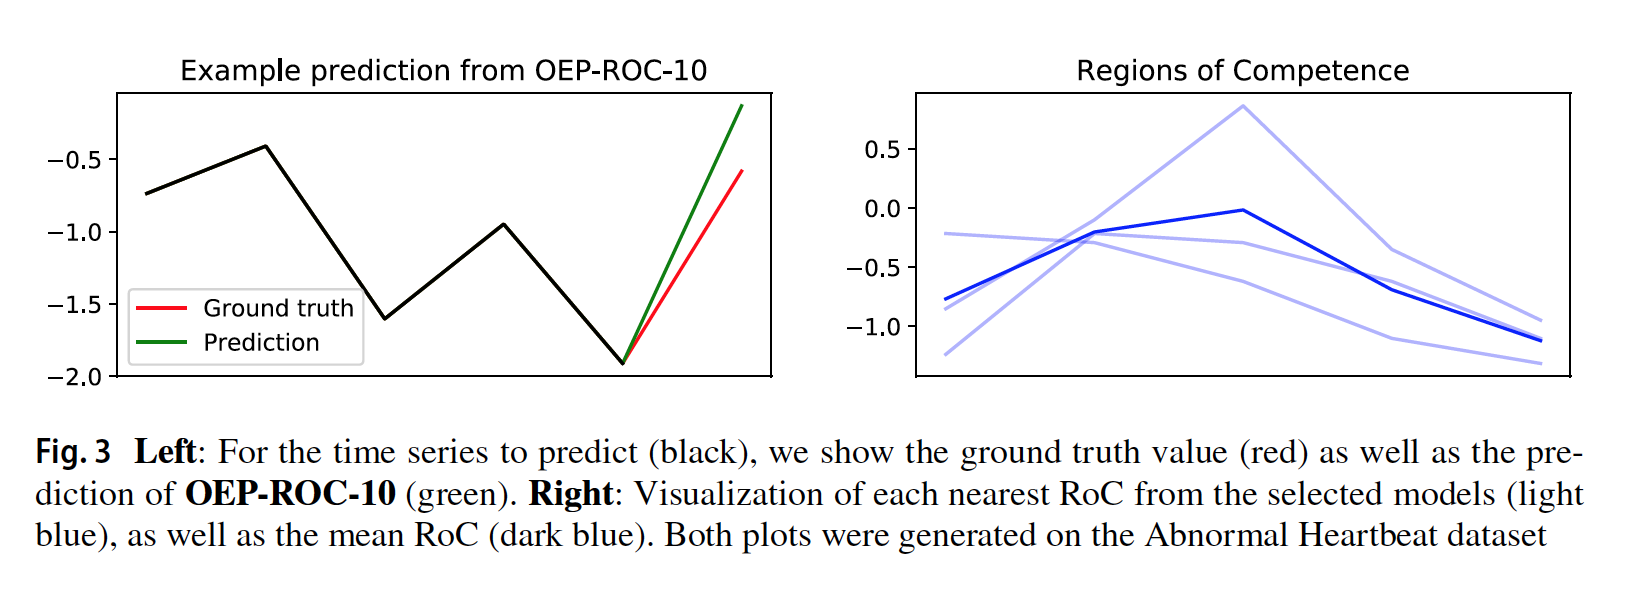 Example prediction from OEP-ROC-10
−0.5
−1.0
−1.5
−2.0
Ground truth
Prediction
Regions of Competence
0.5
0.0
−0.5
−1.0
Fig. 3 Left: For the time series to predict (black), we show the ground truth value (red) as well as the pre-
diction of OEP-ROC-10 (green). Right: Visualization of each nearest RoC from the selected models (light
blue), as well as the mean RoC (dark blue). Both plots were generated on the Abnormal Heartbeat dataset